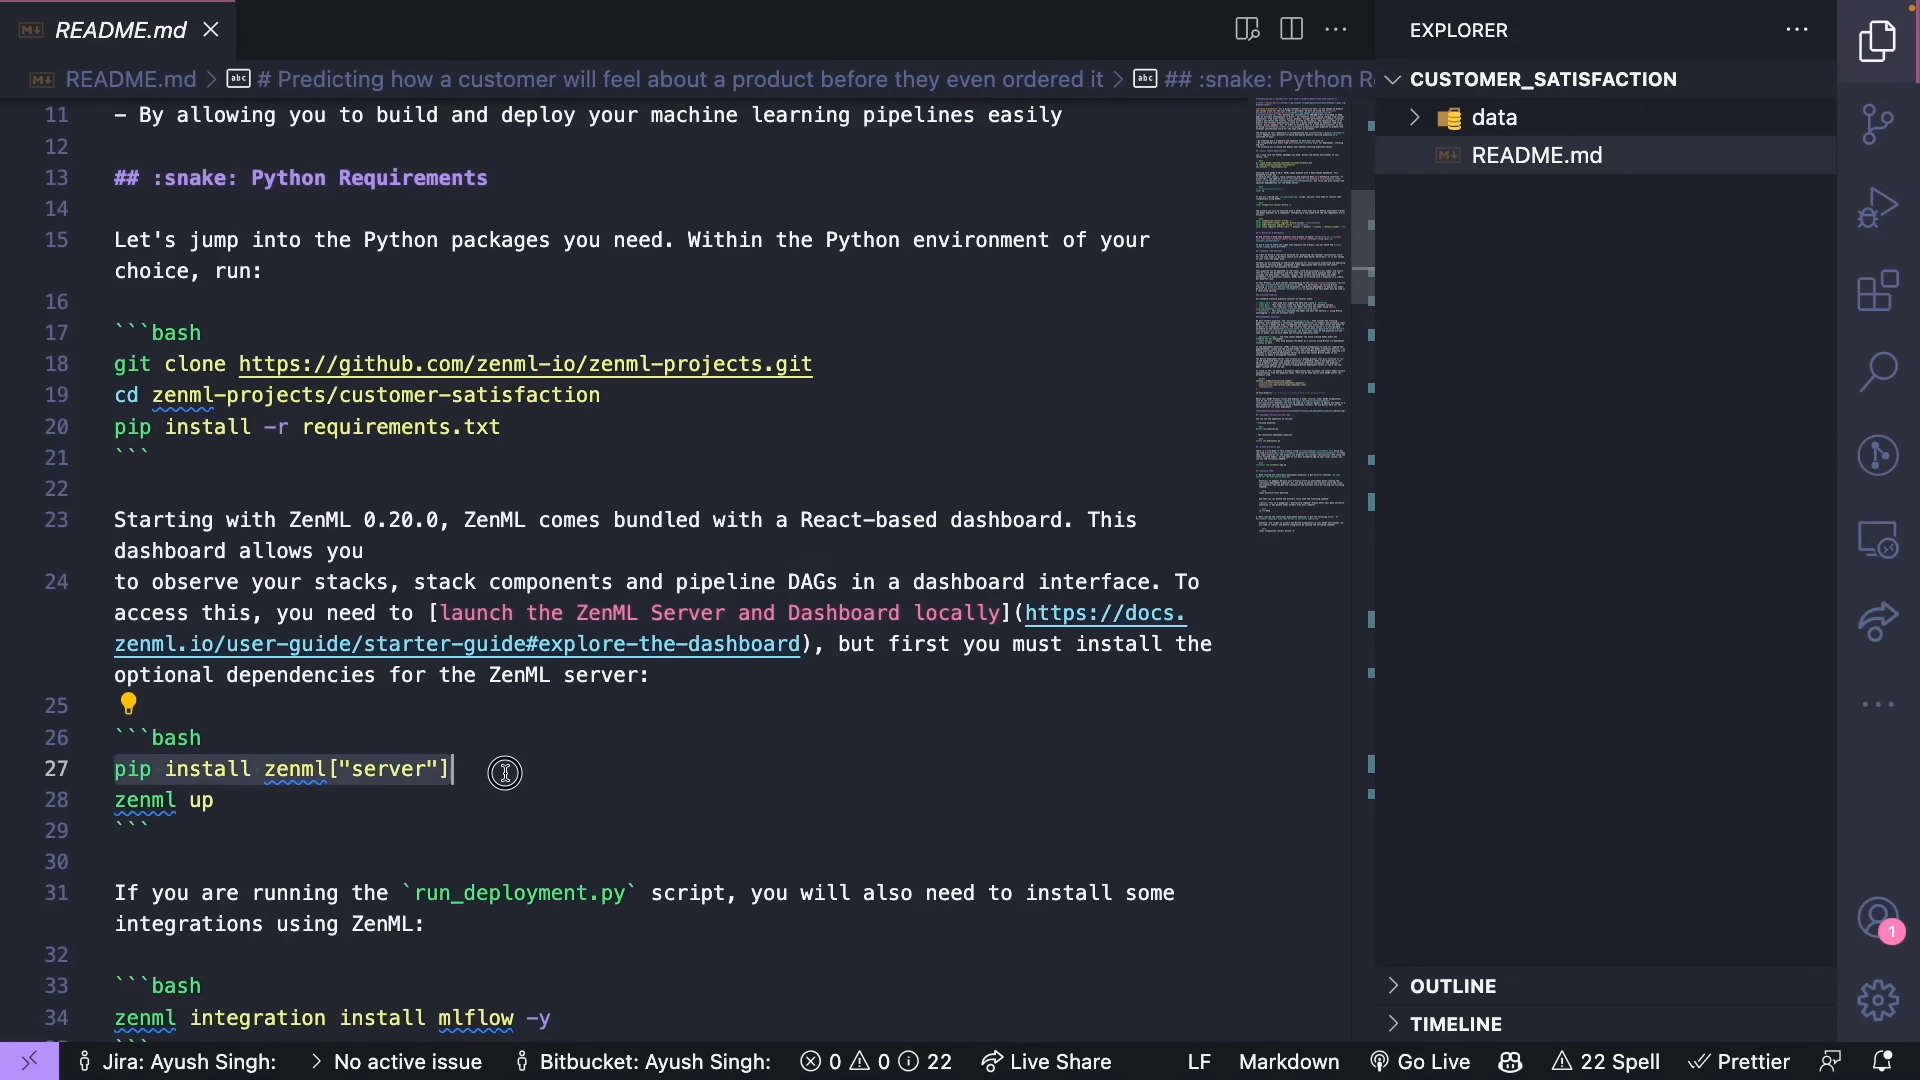 README.md
EXPLORER
README.md > # Predicting how a customer will feel about a product before they even ordered it > ## :snake: Python R
CUSTOMER_SATISFACTION
data
README.md
11 - By allowing you to build and deploy your machine learning pipelines easily
12
13 ## :snake: Python Requirements
14
15 Let's jump into the Python packages you need. Within the Python environment of your
choice, run:
16
17 ```bash
18 git clone https://github.com/zenml-io/zenml-projects.git
19 cd zenml-projects/customer-satisfaction
20 pip install -r requirements.txt
21 ```
22
23 Starting with ZenML 0.20.0, ZenML comes bundled with a React-based dashboard. This
dashboard allows you
24 to observe your stacks, stack components and pipeline DAGs in a dashboard interface. To
access this, you need to [launch the ZenML Server and Dashboard locally](https://docs.
zenml.io/user-guide/starter-guide#explore-the-dashboard), but first you must install the
optional dependencies for the ZenML server:
25
26 ```bash
27 pip install zenml["server"]
28 zenml up
29 ```
30
31 If you are running the `run_deployment.py` script, you will also need to install some
integrations using ZenML:
32
33 ```bash
34 zenml integration install mlflow -y
OUTLINE
TIMELINE
1
Jira: Ayush Singh: > No active issue Bitbucket: Ayush Singh: 0 0 22 Live Share LF Markdown Go Live 22 Spell Prettier